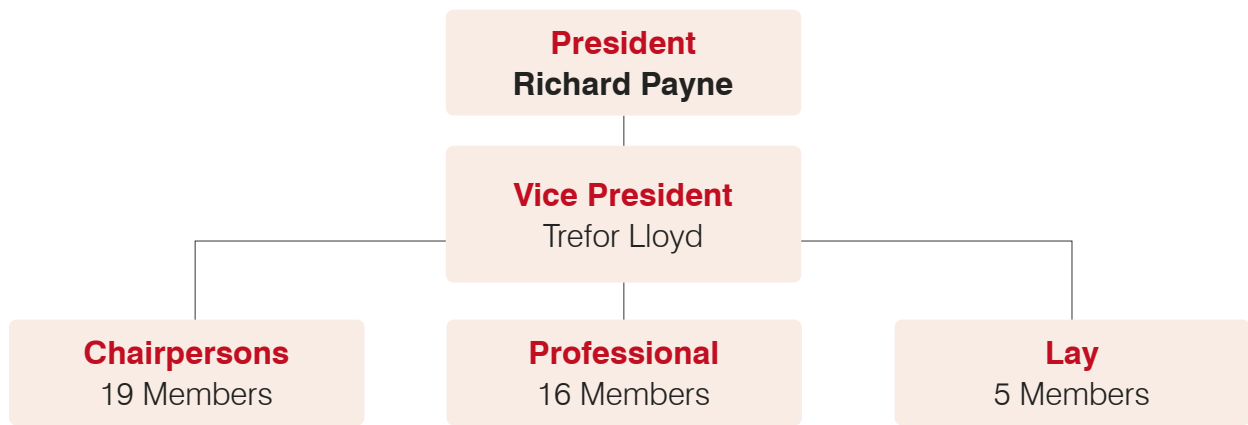 President
Richard Payne
Vice President
Trefor Lloyd
Chairpersons
19 Members
Professional
16 Members
Lay
5 Members